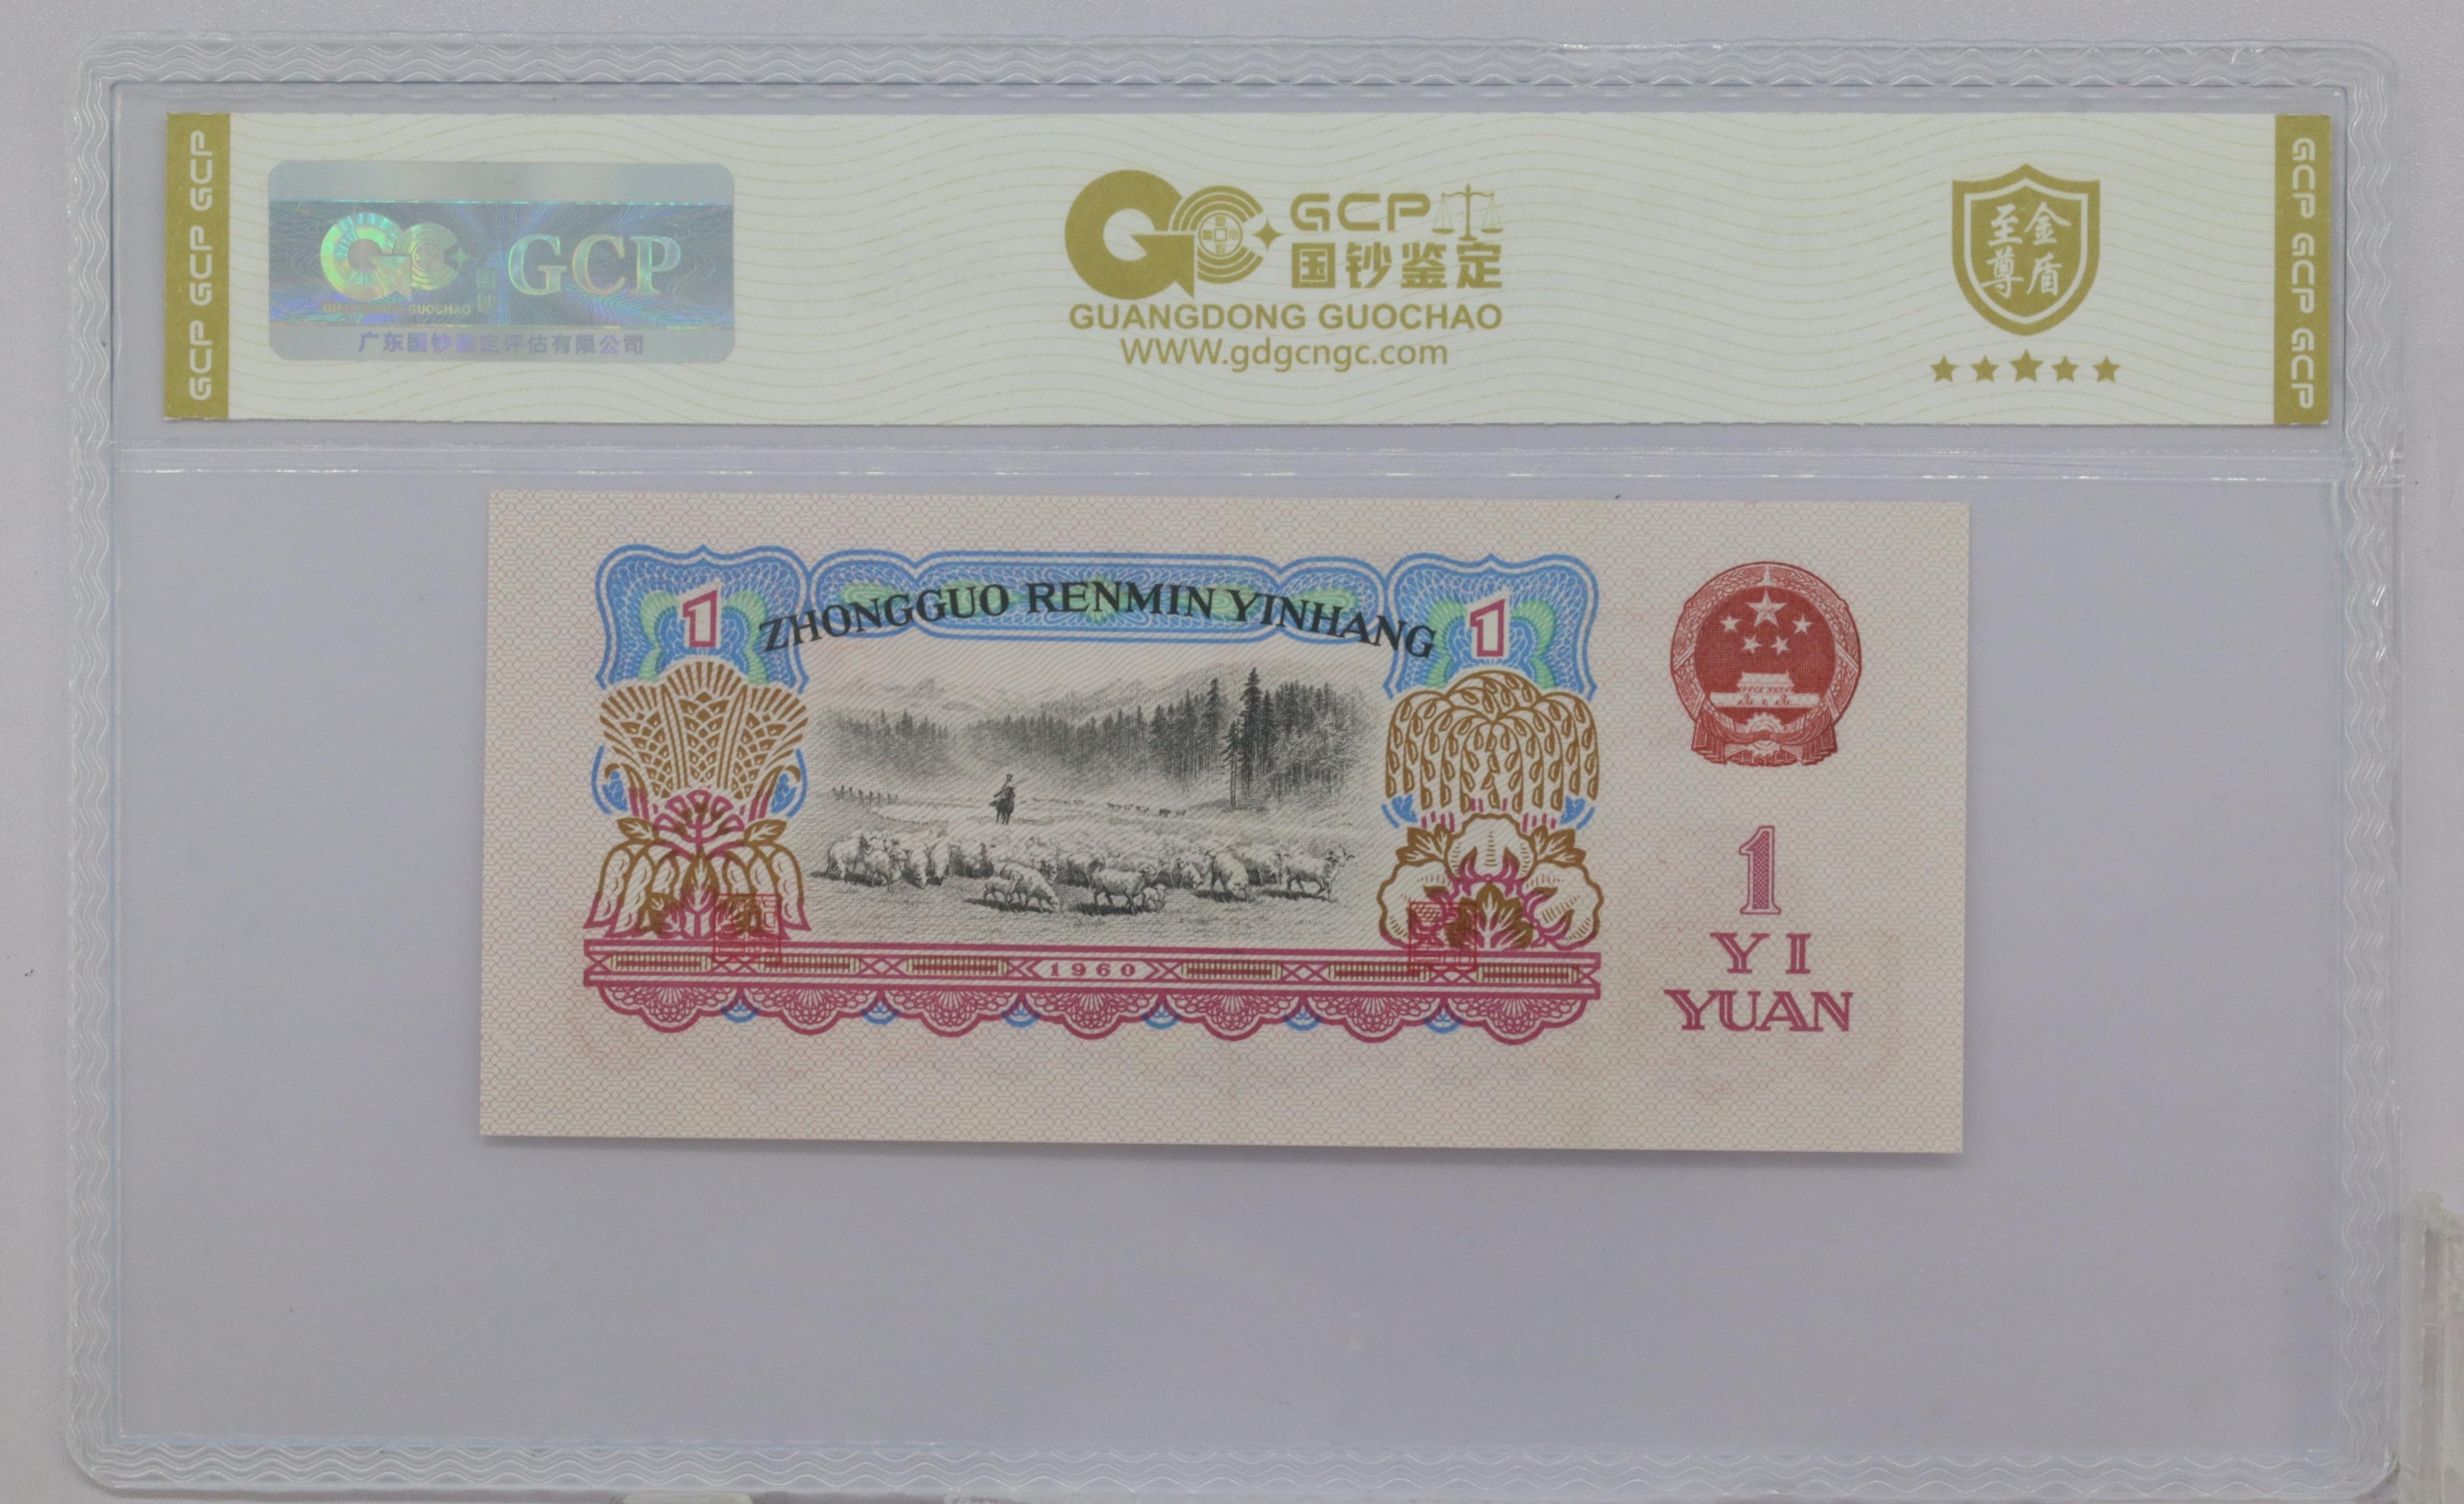 GCP GCP GCP
GCP
GUANGDONG GUOCHAO
广东国钞鉴定评估有限公司
GCP
国钞鉴定
GUANGDONG GUOCHAO
WWW.gdgcngc.com
至尊
金盾
GCP GCP GCP
1
ZHONGGUO RENMIN YINHANG
1
1960
1
YI
YUAN